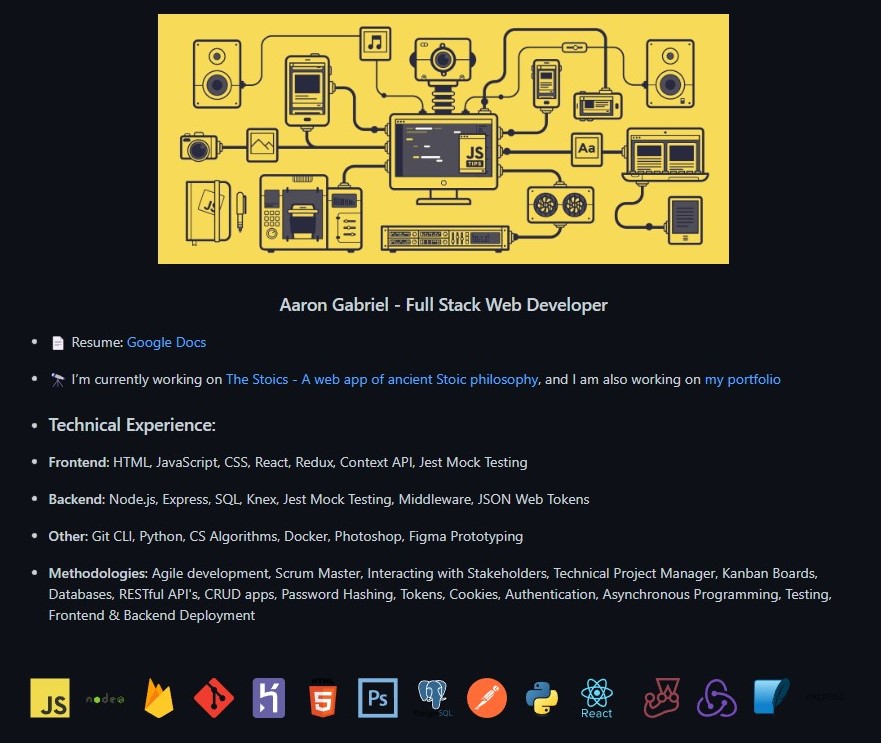 JS
TIPS
Aa
JS
Aaron Gabriel - Full Stack Web Developer
Resume: Google Docs
I'm currently working on The Stoics - A web app of ancient Stoic philosophy, and I am also working on my portfolio
Technical Experience:
Frontend: HTML, JavaScript, CSS, React, Redux, Context API, Jest Mock Testing
Backend: Node.js, Express, SQL, Knex, Jest Mock Testing, Middleware, JSON Web Tokens
Other: Git CLI, Python, CS Algorithms, Docker, Photoshop, Figma Prototyping
Methodologies: Agile development, Scrum Master, Interacting with Stakeholders, Technical Project Manager, Kanban Boards,
Databases, RESTful API's, CRUD apps, Password Hashing, Tokens, Cookies, Authentication, Asynchronous Programming, Testing,
Frontend & Backend Deployment
JS
node
HTML
5
Ps
React